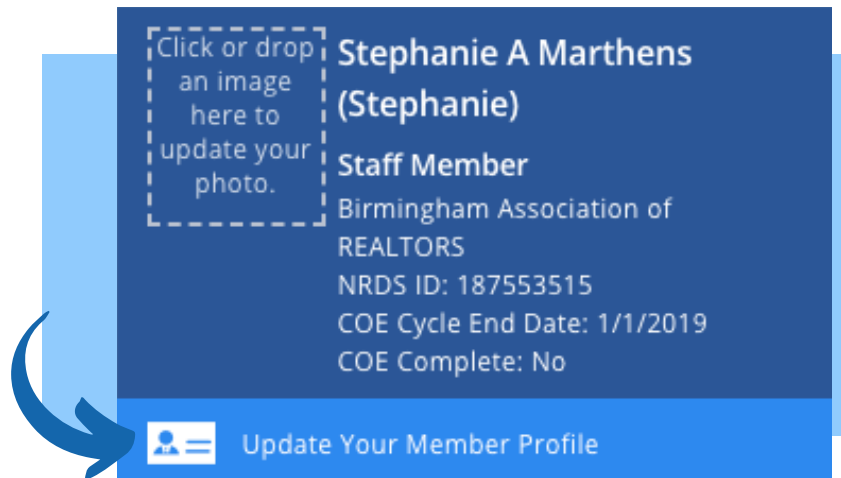 Click or drop
an image
here to
update your
photo.
Stephanie A Marthens
(Stephanie)
Staff Member
Birmingham Association of
REALTORS
NRDS ID: 187553515
COE Cycle End Date: 1/1/2019
COE Complete: No
Update Your Member Profile